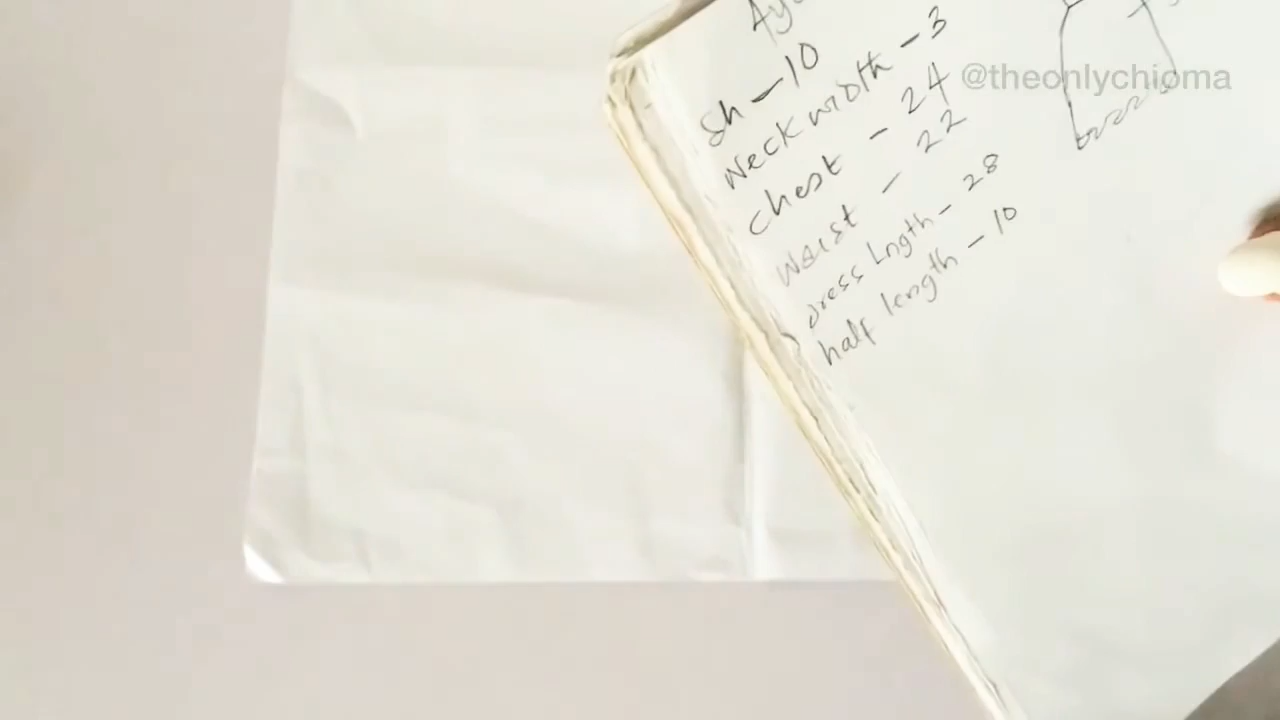 Sh - 10
Neck width - 3
chest - 24
waist - 22
Dress Lngth - 28
half length - 10
@theonlychioma